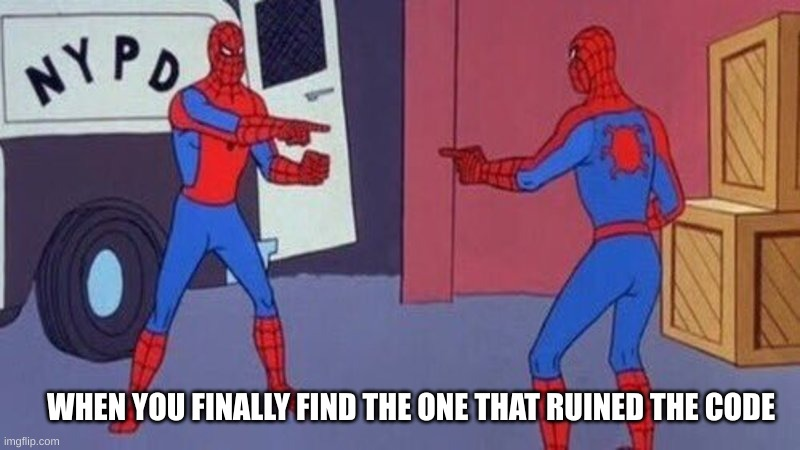 NYPD
WHEN YOU FINALLY FIND THE ONE THAT RUINED THE CODE
imgflip.com